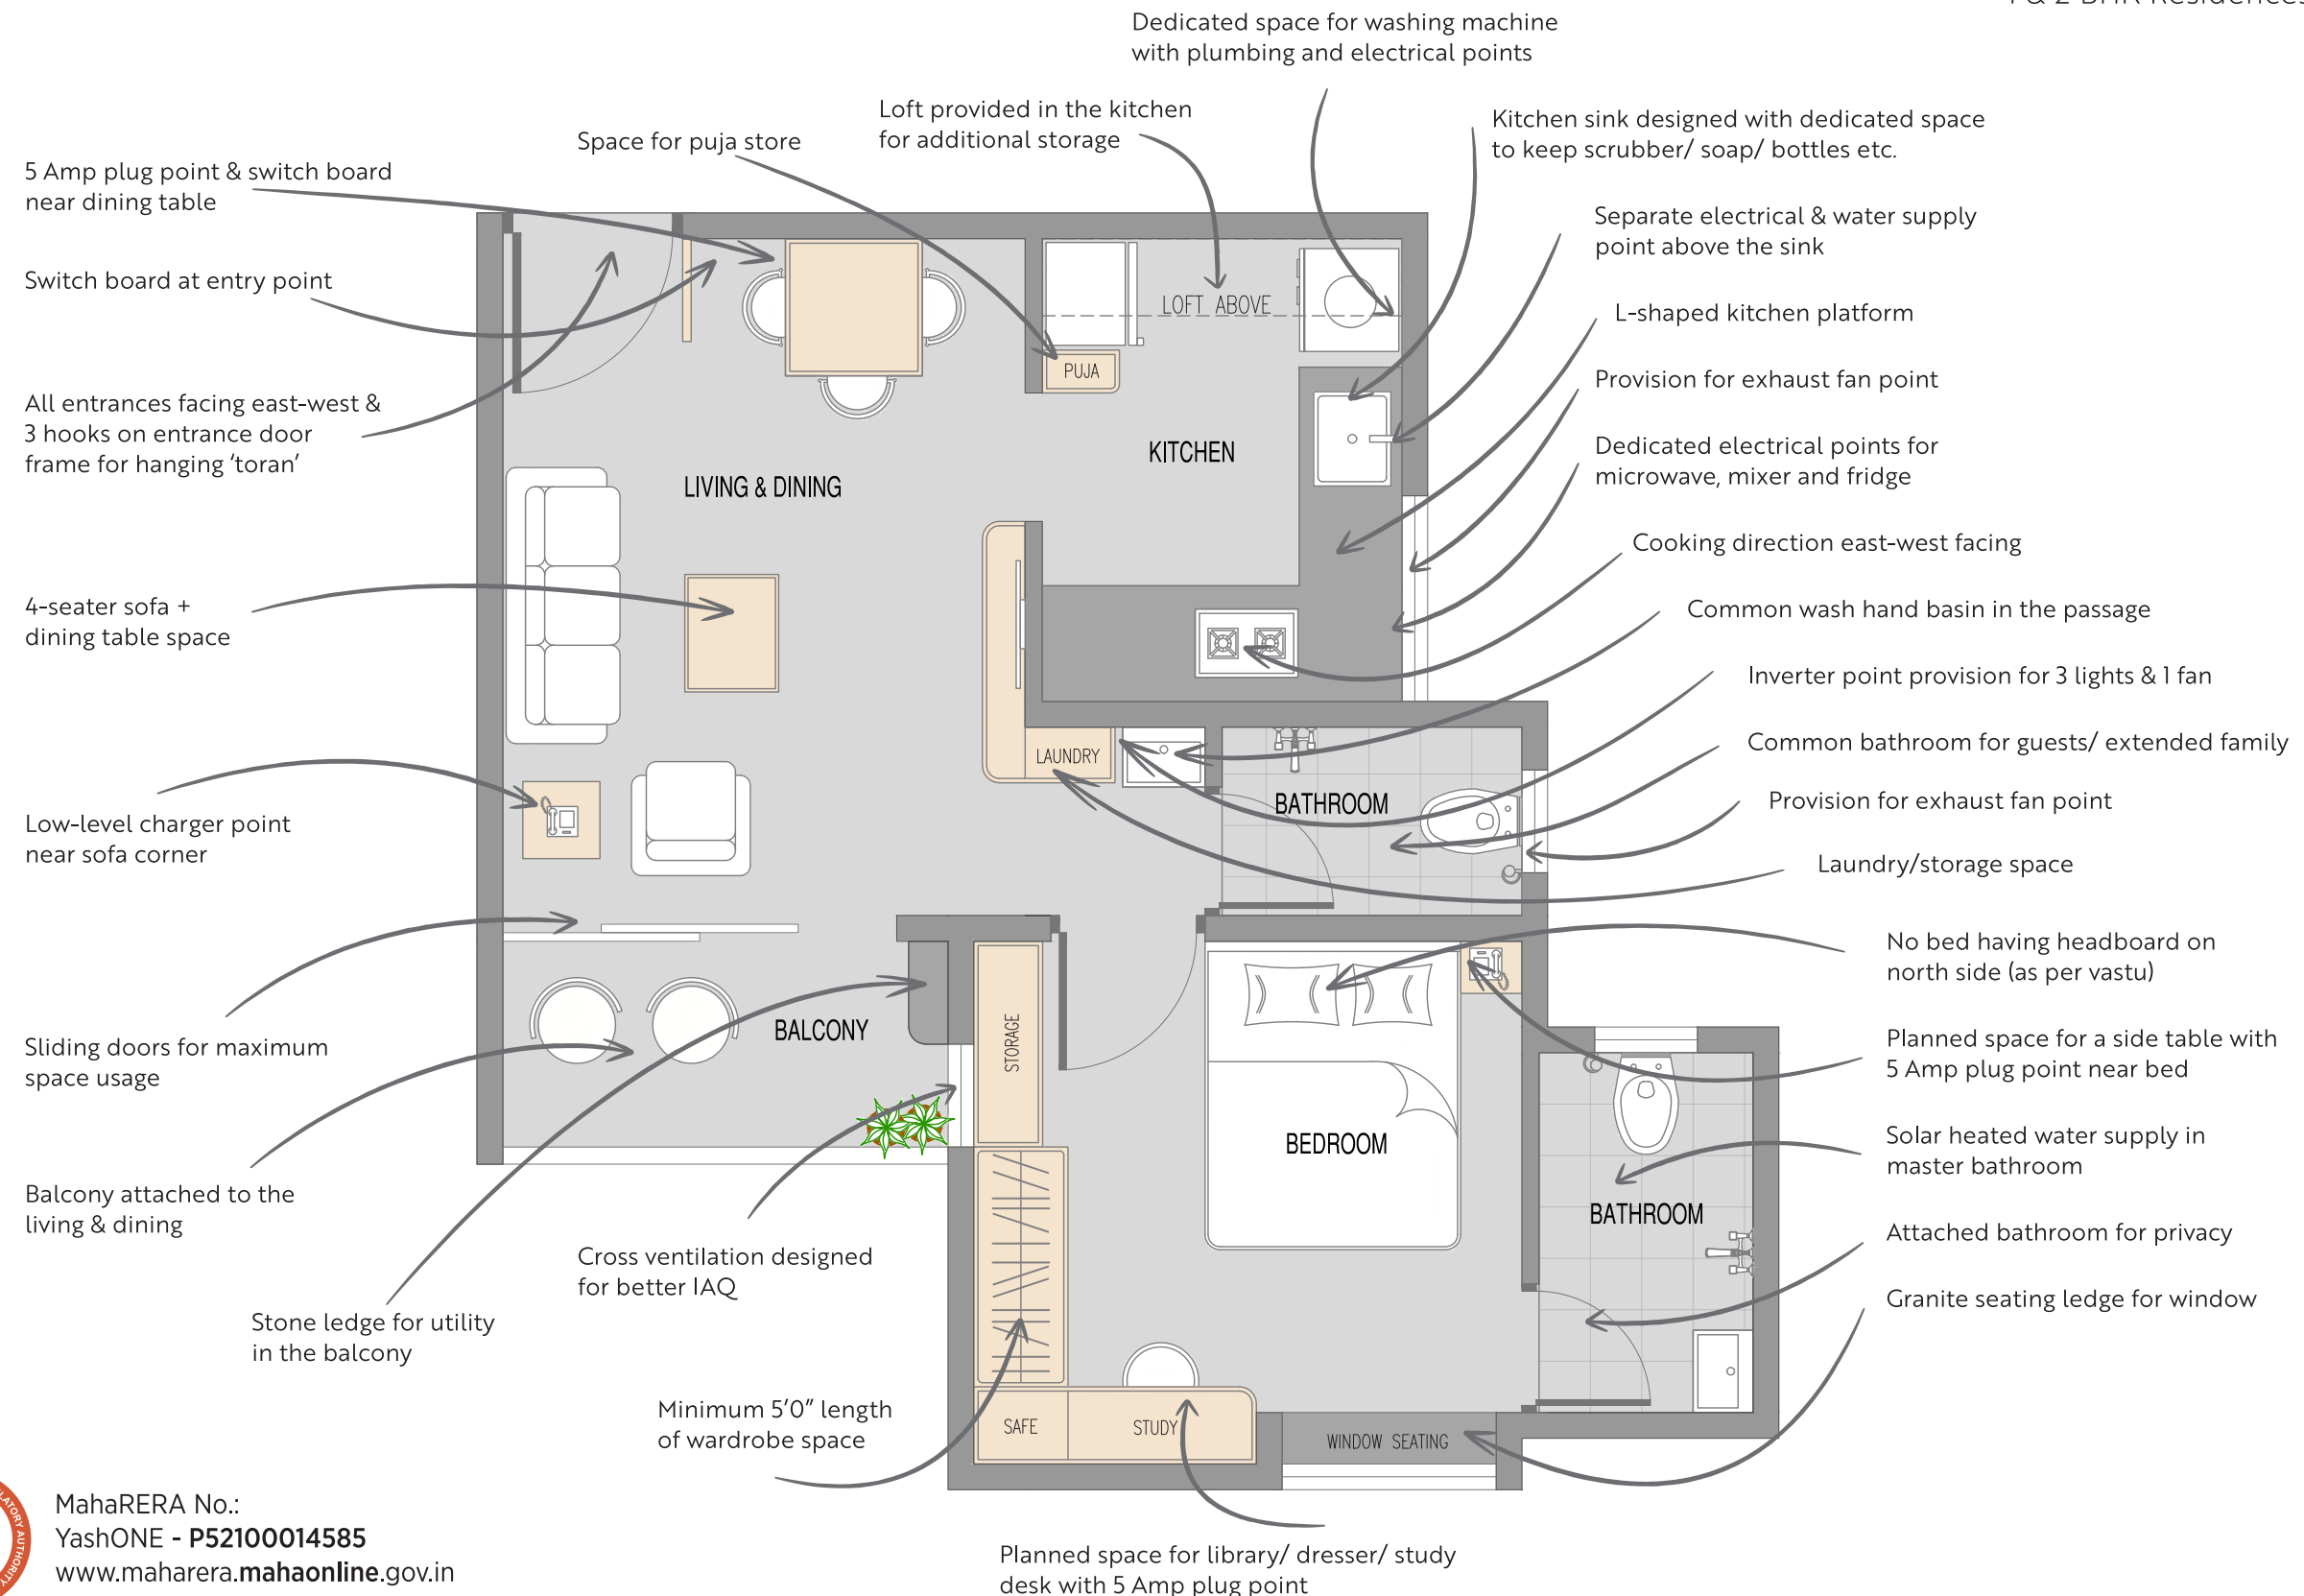 1 & 2 BHK Residences
Dedicated space for washing machine
with plumbing and electrical points
Loft provided in the kitchen
for additional storage
Kitchen sink designed with dedicated space
to keep scrubber/ soap/ bottles etc.
Space for puja store
5 Amp plug point & switch board
near dining table
Separate electrical & water supply
point above the sink
Switch board at entry point
L-shaped kitchen platform
LOFT ABOVE
PUJA
Provision for exhaust fan point
All entrances facing east-west &
3 hooks on entrance door
frame for hanging ‘toran’
KITCHEN
LIVING & DINING
Dedicated electrical points for
microwave, mixer and fridge
Cooking direction east-west facing
4-seater sofa +
dining table space
Common wash hand basin in the passage
Inverter point provision for 3 lights & 1 fan
Common bathroom for guests/ extended family
LAUNDRY
BATHROOM
Provision for exhaust fan point
Low-level charger point
near sofa corner
Laundry/storage space
No bed having headboard on
north side (as per vastu)
Sliding doors for maximum
space usage
BALCONY
STORAGE
Planned space for a side table with
5 Amp plug point near bed
BEDROOM
Solar heated water supply in
master bathroom
Balcony attached to the
living & dining
BATHROOM
Attached bathroom for privacy
Cross ventilation designed
for better IAQ
Granite seating ledge for window
Stone ledge for utility
in the balcony
Minimum 5’0” length
of wardrobe space
SAFE
STUDY
WINDOW SEATING
LATORY AUTHORITY
MahaRERA No.:
YashONE - P52100014585
www.maharera.mahaonline.gov.in
Planned space for library/ dresser/ study
desk with 5 Amp plug point